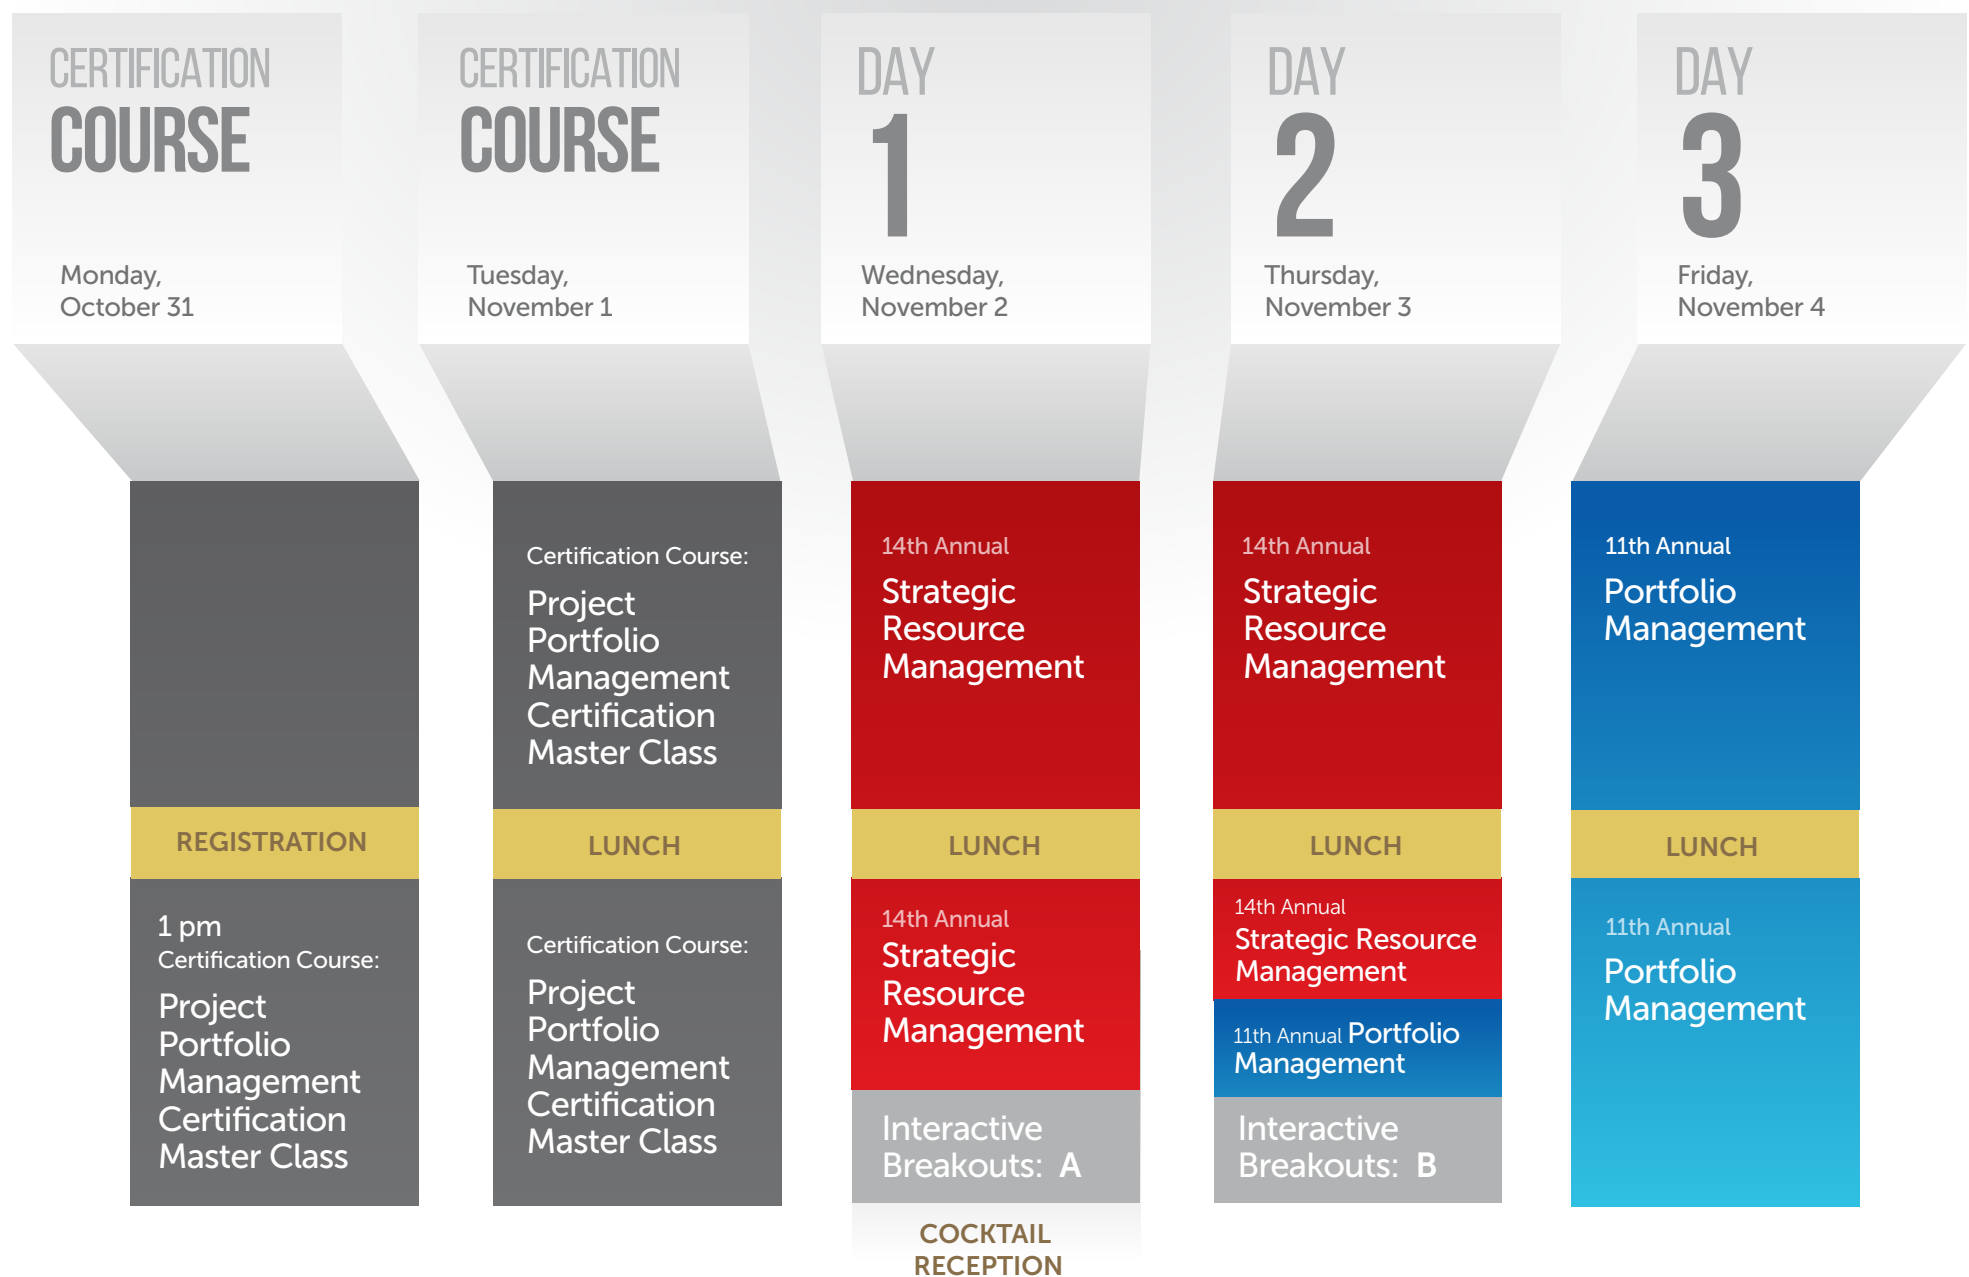 CERTIFICATION
COURSE
Monday,
October 31
REGISTRATION
1 pm
Certification Course:
Project
Portfolio
Management
Certification
Master Class
CERTIFICATION
COURSE
Tuesday,
November 1
Certification Course:
Project
Portfolio
Management
Certification
Master Class
LUNCH
Certification Course:
Project
Portfolio
Management
Certification
Master Class
DAY
1
Wednesday,
November 2
14th Annual
Strategic
Resource
Management
LUNCH
14th Annual
Strategic
Resource
Management
Interactive
Breakouts: A
COCKTAIL
RECEPTION
DAY
2
Thursday,
November 3
14th Annual
Strategic
Resource
Management
LUNCH
14th Annual
Strategic Resource
Management
11th Annual Portfolio
Management
Interactive
Breakouts: B
DAY
3
Friday,
November 4
11th Annual
Portfolio
Management
LUNCH
11th Annual
Portfolio
Management